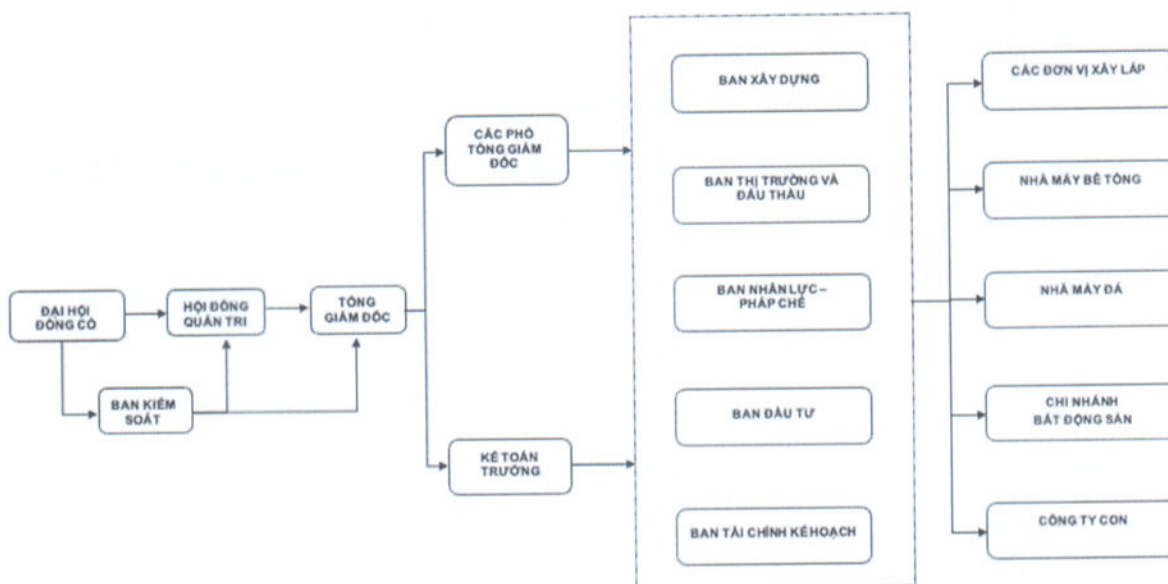 ĐẠI HỘI
ĐỒNG CỔ
BAN KIỂM
SOÁT
HỘI ĐỒNG
QUẢN TRỊ
TỔNG
GIÁM ĐỐC
CÁC PHÓ
TỔNG GIÁM
ĐỐC
KẾ TOÁN
TRƯỞNG
BAN XÂY DỰNG
BAN THỊ TRƯỜNG VÀ
ĐẤU THẦU
BAN NHÂN LỰC –
PHÁP CHẾ
BAN ĐẦU TƯ
BAN TÀI CHÍNH KẾ HOẠCH
CÁC ĐƠN VỊ XÂY LẮP
NHÀ MÁY BÊ TÔNG
NHÀ MÁY ĐÁ
CHI NHÁNH
BẤT ĐỘNG SẢN
CÔNG TY CON